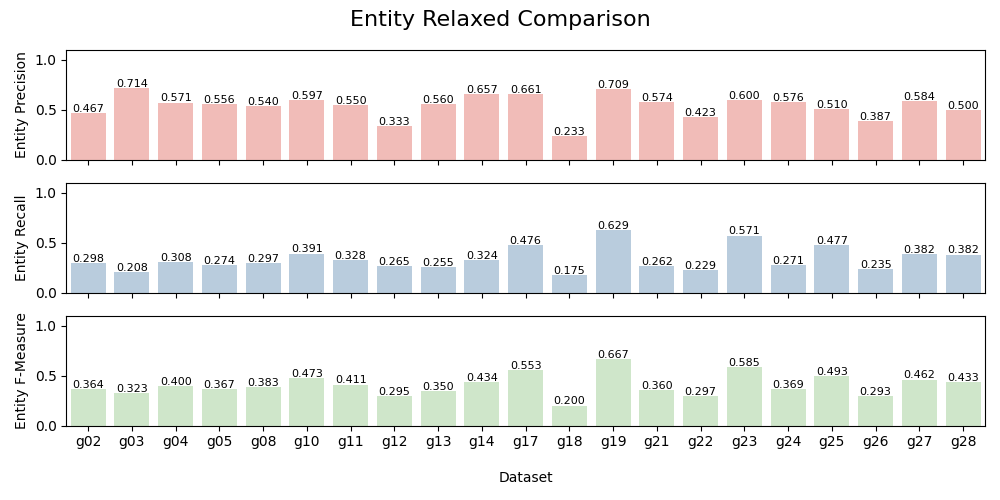 Entity Relaxed Comparison
Entity Precision
1.0
0.5
0.0
0.467 0.714 0.571 0.556 0.540 0.597 0.550 0.333 0.560 0.657 0.661 0.233 0.709 0.574 0.423 0.600 0.576 0.510 0.387 0.584 0.500
Entity Recall
1.0
0.5
0.0
0.298 0.208 0.308 0.274 0.297 0.391 0.328 0.265 0.255 0.324 0.476 0.175 0.629 0.262 0.229 0.571 0.271 0.477 0.235 0.382 0.382
Entity F-Measure
1.0
0.5
0.0
0.364 0.323 0.400 0.367 0.383 0.473 0.411 0.295 0.350 0.434 0.553 0.200 0.667 0.360 0.297 0.585 0.369 0.493 0.293 0.462 0.433
g02 g03 g04 g05 g08 g10 g11 g12 g13 g14 g17 g18 g19 g21 g22 g23 g24 g25 g26 g27 g28
Dataset